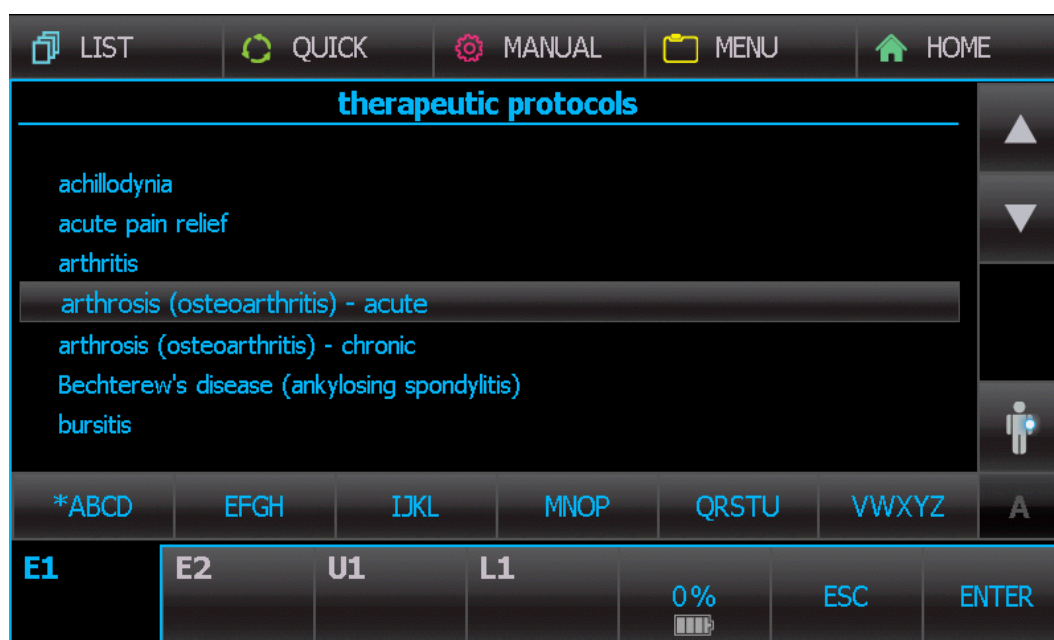 LIST QUICK MANUAL MENU HOME
therapeutic protocols
achillodynia
acute pain relief
arthritis
arthrosis (osteoarthritis) - acute
arthrosis (osteoarthritis) - chronic
Bechterew's disease (ankylosing spondylitis)
bursitis
*ABCD EFGH IJKL MNOP QRSTU VWXYZ A
E1 E2 U1 L1
0% ESC ENTER